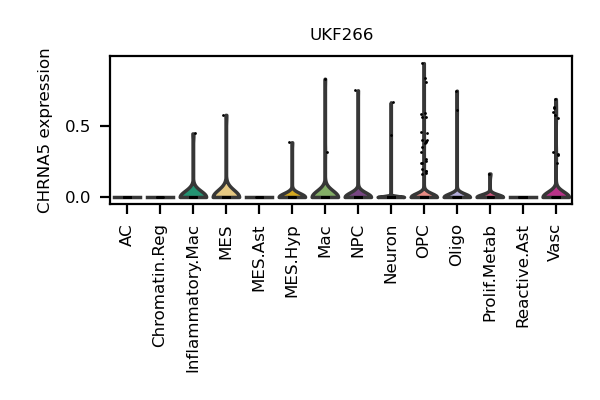 UKF266
CHRNA5 expression
0.5
0.0
AC
Chromatin.Reg
Inflammatory.Mac
MES
MES.Ast
MES.Hyp
Mac
NPC
Neuron
OPC
Oligo
Prolif.Metab
Reactive.Ast
Vasc